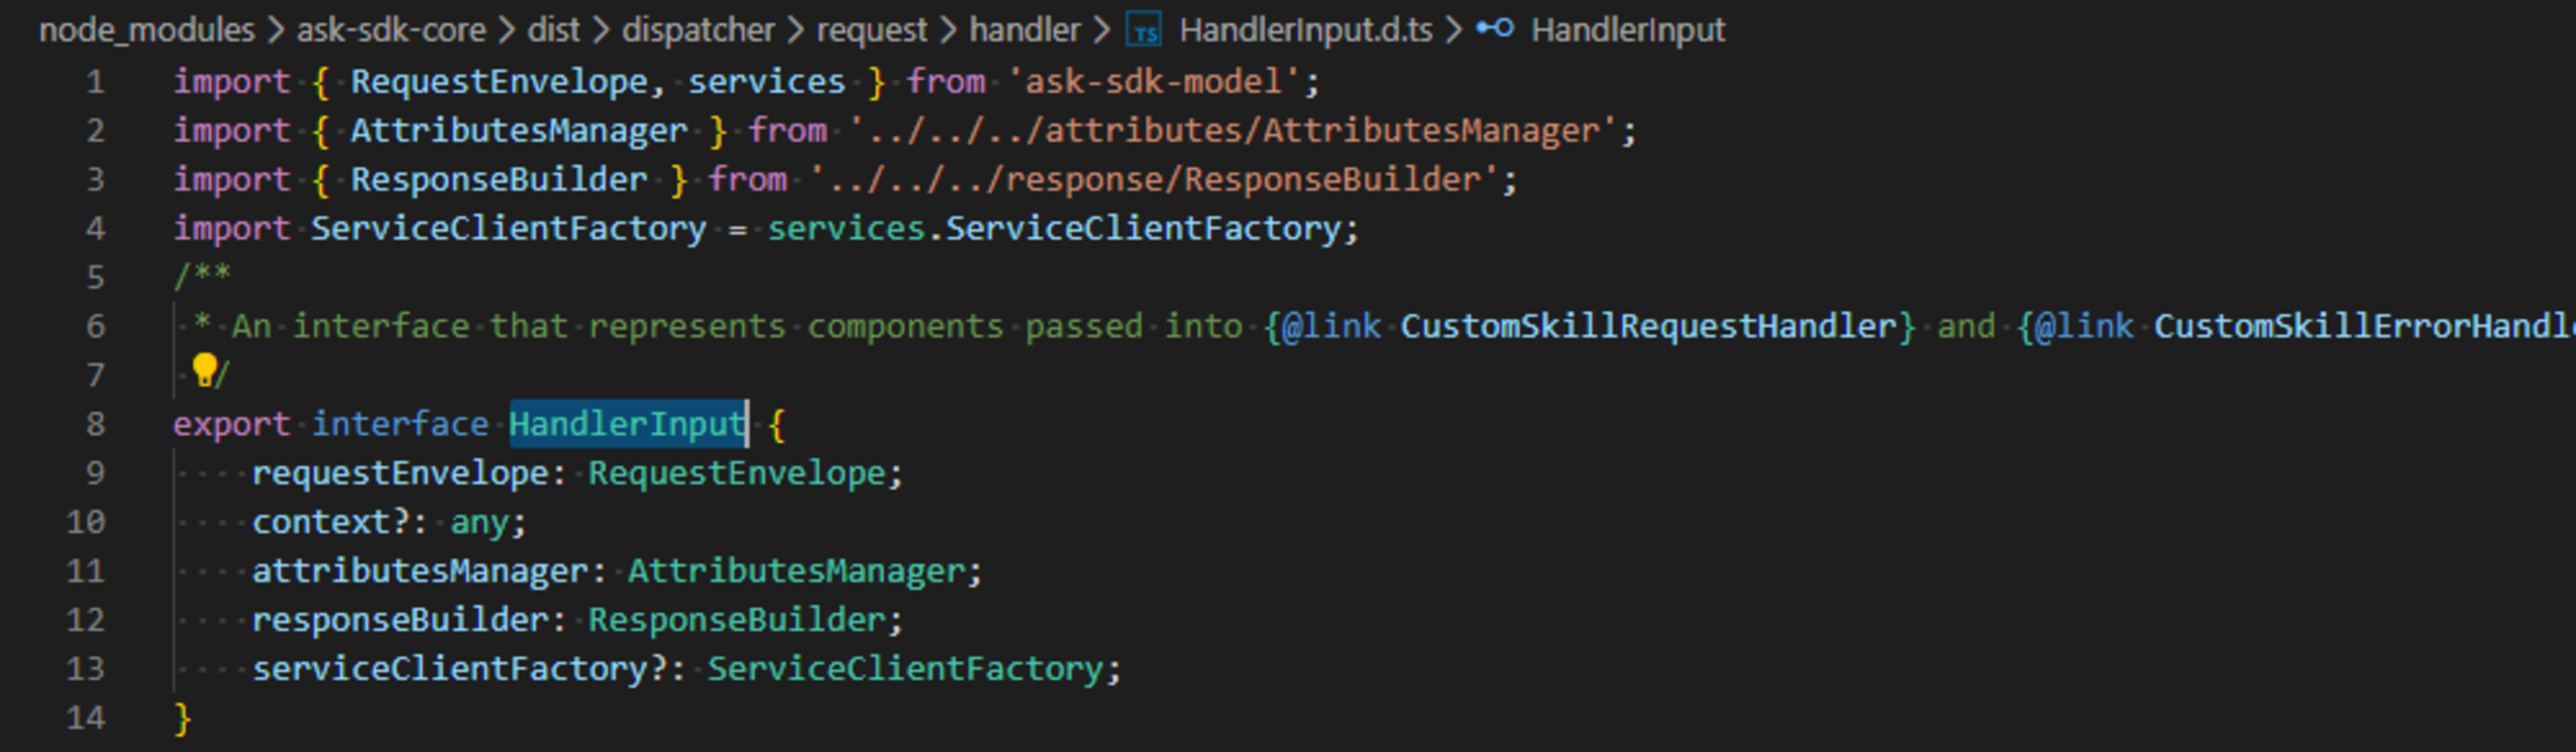 node_modules > ask-sdk-core > dist > dispatcher > request > handler > TS HandlerInput.d.ts > HandlerInput
1 import { RequestEnvelope, services } from 'ask-sdk-model';
2 import { AttributesManager } from '../../../attributes/AttributesManager';
3 import { ResponseBuilder } from '../../../response/ResponseBuilder';
4 import ServiceClientFactory = services.ServiceClientFactory;
5 /**
6 * An interface that represents components passed into {@link CustomSkillRequestHandler} and {@link CustomSkillErrorHandl
7 /
8 export interface HandlerInput {
9 requestEnvelope: RequestEnvelope;
10 context?: any;
11 attributesManager: AttributesManager;
12 responseBuilder: ResponseBuilder;
13 serviceClientFactory?: ServiceClientFactory;
14 }